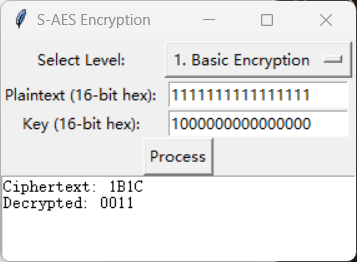 S-AES Encryption
Select Level: 1. Basic Encryption
Plaintext (16-bit hex): 1111111111111111
Key (16-bit hex): 1000000000000000
Process
Ciphertext: 1B1C
Decrypted: 0011